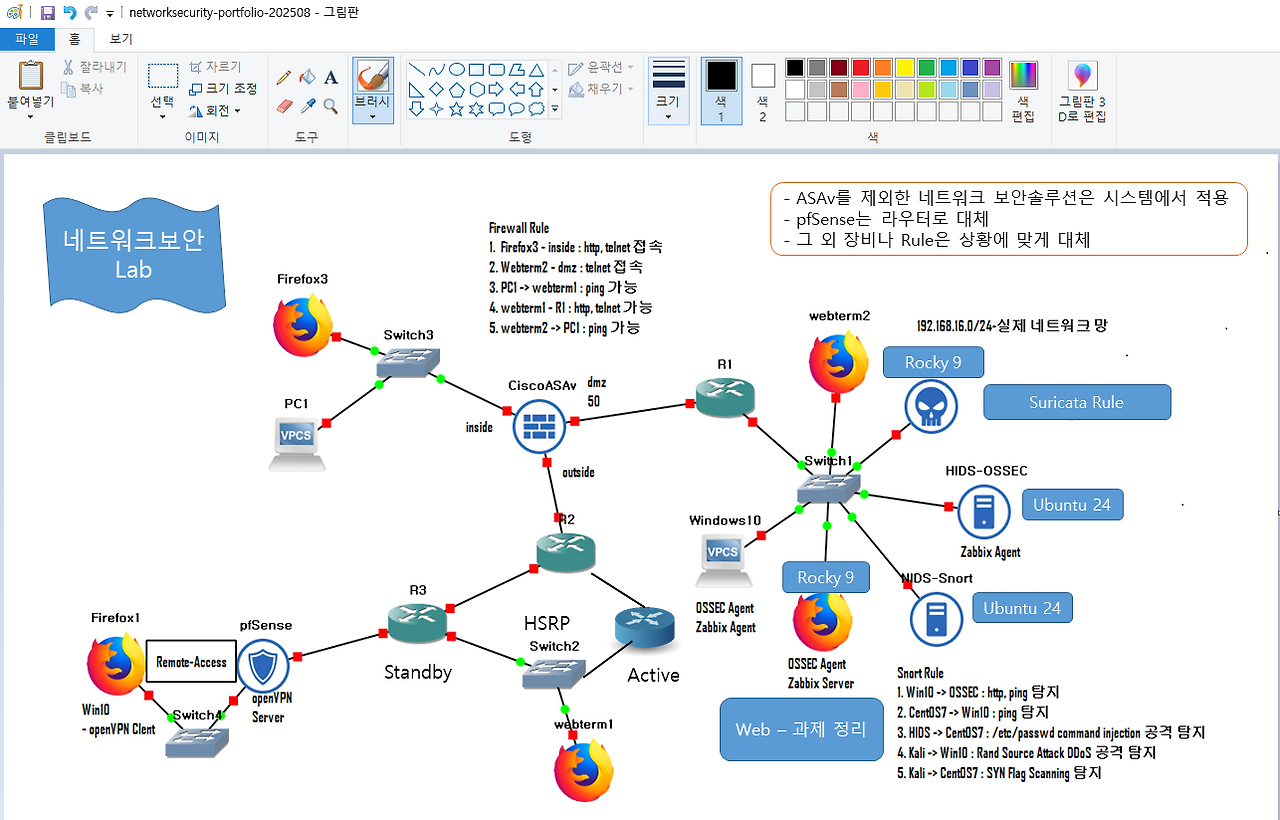 networksecurity-portfolio-202508 - 그림판
파일
홈
보기
붙여넣기
잘라내기
복사
클립보드
선택
자르기
크기 조정
회전
이미지
A
도구
브러시
윤곽선
채우기
도형
크기
색
1
색
2
색
편집
색
그림판 3
D로 편집
네트워크보안
Lab
- ASAv를 제외한 네트워크 보안솔루션은 시스템에서 적용
- pfSense는 라우터로 대체
- 그 외 장비나 Rule은 상황에 맞게 대체
Firewall Rule
1. Firefox3 - inside : http, telnet 접속
2. Webterm2 - dmz : telnet 접속
3. PC1 -> webterm1 : ping 가능
4. webterm1 - R1 : http, telnet 가능
5. webterm2 -> PC1 : ping 가능
Firefox3
Switch3
PC1
VPCS
CiscoASAv
dmz
50
inside
outside
R1
webterm2
192.168.16.0/24-실제 네트워크 망
Rocky 9
Suricata Rule
Switch1
HIDS-OSSEC
Ubuntu 24
Zabbix Agent
Windows10
VPCS
OSSEC Agent
Zabbix Agent
Rocky 9
OSSEC Agent
Zabbix Server
NIDS-Snort
Ubuntu 24
R2
R3
Standby
HSRP
Switch2
Active
webterm1
Firefox1
Remote-Access
pfSense
openVPN
Server
Win10
- openVPN Clent
Switch4
Web – 과제 정리
Snort Rule
1. Win10 -> OSSEC : http, ping 탐지
2. CentOS7 -> Win10 : ping 탐지
3. HIDS -> CentOS7 : /etc/passwd command injection 공격 탐지
4. Kali -> Win10 : Rand Source Attack DDoS 공격 탐지
5. Kali -> CentOS7 : SYN Flag Scanning 탐지